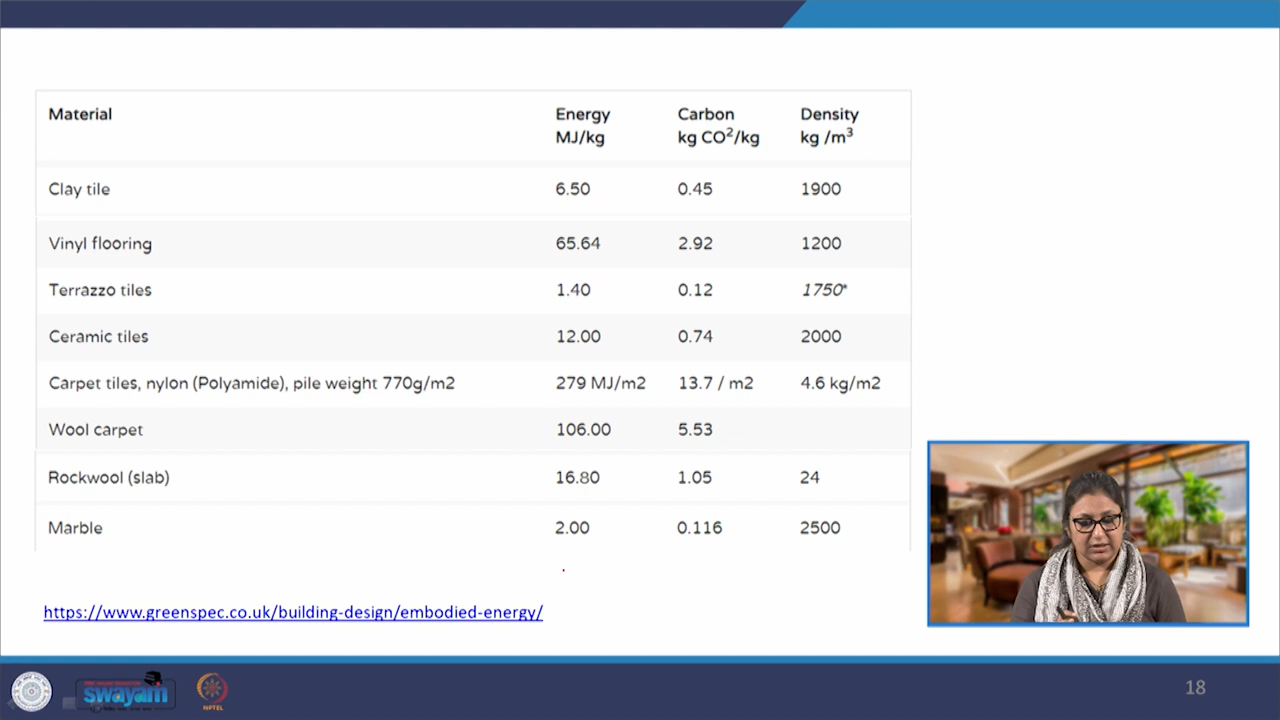 Material Energy MJ/kg Carbon kg CO²/kg Density kg /m³
Clay tile 6.50 0.45 1900
Vinyl flooring 65.64 2.92 1200
Terrazzo tiles 1.40 0.12 1750*
Ceramic tiles 12.00 0.74 2000
Carpet tiles, nylon (Polyamide), pile weight 770g/m2 279 MJ/m2 13.7 / m2 4.6 kg/m2
Wool carpet 106.00 5.53
Rockwool (slab) 16.80 1.05 24
Marble 2.00 0.116 2500
https://www.greenspec.co.uk/building-design/embodied-energy/
swayam
NPTEL
18